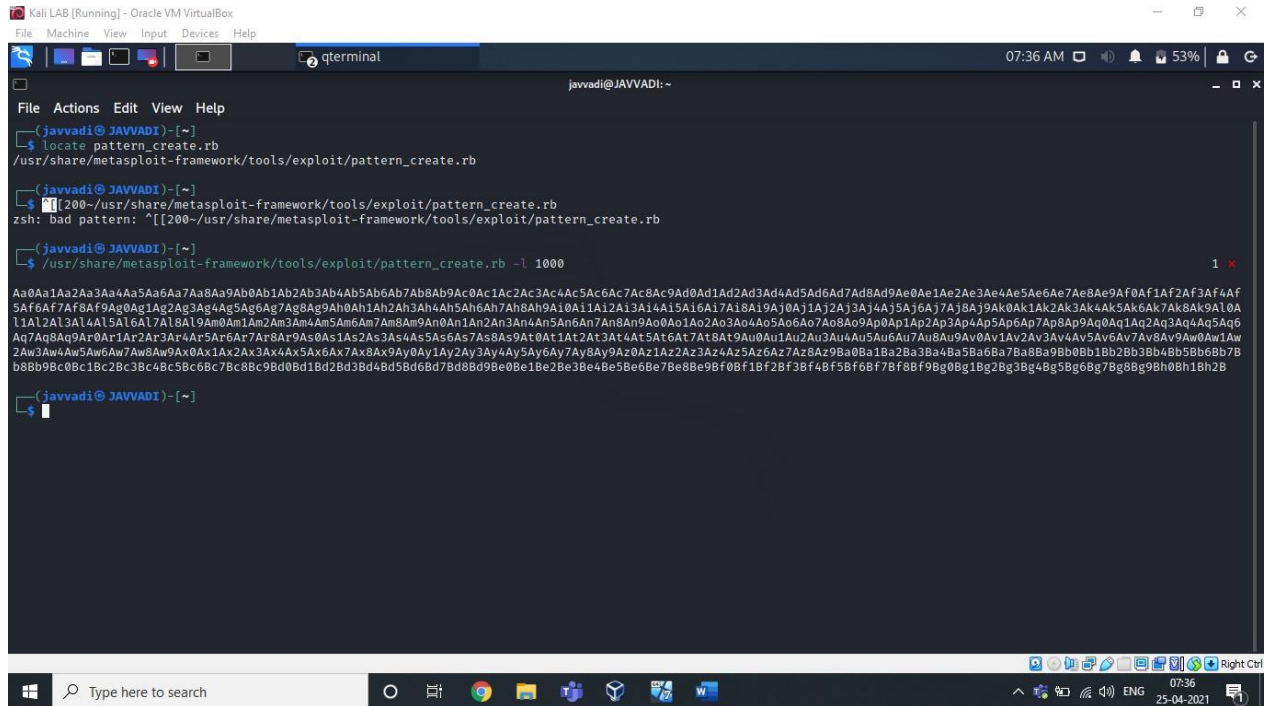 Kali LAB [Running] - Oracle VM VirtualBox
File Machine View Input Devices Help
qterminal
07:36 AM
53%
javvadi@JAVVADI: ~
File Actions Edit View Help
(javvadi㉿JAVVADI)-[~]
$ locate pattern_create.rb
/usr/share/metasploit-framework/tools/exploit/pattern_create.rb
(javvadi㉿JAVVADI)-[~]
$ ^[[200~/usr/share/metasploit-framework/tools/exploit/pattern_create.rb
zsh: bad pattern: ^[[200~/usr/share/metasploit-framework/tools/exploit/pattern_create.rb
(javvadi㉿JAVVADI)-[~]
$ /usr/share/metasploit-framework/tools/exploit/pattern_create.rb -l 1000
1 ×
Aa0Aa1Aa2Aa3Aa4Aa5Aa6Aa7Aa8Aa9Ab0Ab1Ab2Ab3Ab4Ab5Ab6Ab7Ab8Ab9Ac0Ac1Ac2Ac3Ac4Ac5Ac6Ac7Ac8Ac9Ad0Ad1Ad2Ad3Ad4Ad5Ad6Ad7Ad8Ad9Ae0Ae1Ae2Ae3Ae4Ae5Ae6Ae7Ae8Ae9Af0Af1Af2Af3Af4Af
5Af6Af7Af8Af9Ag0Ag1Ag2Ag3Ag4Ag5Ag6Ag7Ag8Ag9Ah0Ah1Ah2Ah3Ah4Ah5Ah6Ah7Ah8Ah9Ai0Ai1Ai2Ai3Ai4Ai5Ai6Ai7Ai8Ai9Aj0Aj1Aj2Aj3Aj4Aj5Aj6Aj7Aj8Aj9Ak0Ak1Ak2Ak3Ak4Ak5Ak6Ak7Ak8Ak9Al0A
l1Al2Al3Al4Al5Al6Al7Al8Al9Am0Am1Am2Am3Am4Am5Am6Am7Am8Am9An0An1An2An3An4An5An6An7An8An9Ao0Ao1Ao2Ao3Ao4Ao5Ao6Ao7Ao8Ao9Ap0Ap1Ap2Ap3Ap4Ap5Ap6Ap7Ap8Ap9Aq0Aq1Aq2Aq3Aq4Aq5Aq6
Aq7Aq8Aq9Ar0Ar1Ar2Ar3Ar4Ar5Ar6Ar7Ar8Ar9As0As1As2As3As4As5As6As7As8As9At0At1At2At3At4At5At6At7At8At9Au0Au1Au2Au3Au4Au5Au6Au7Au8Au9Av0Av1Av2Av3Av4Av5Av6Av7Av8Av9Aw0Aw1Aw
2Aw3Aw4Aw5Aw6Aw7Aw8Aw9Ax0Ax1Ax2Ax3Ax4Ax5Ax6Ax7Ax8Ax9Ay0Ay1Ay2Ay3Ay4Ay5Ay6Ay7Ay8Ay9Az0Az1Az2Az3Az4Az5Az6Az7Az8Az9Ba0Ba1Ba2Ba3Ba4Ba5Ba6Ba7Ba8Ba9Bb0Bb1Bb2Bb3Bb4Bb5Bb6Bb7B
b8Bb9Bc0Bc1Bc2Bc3Bc4Bc5Bc6Bc7Bc8Bc9Bd0Bd1Bd2Bd3Bd4Bd5Bd6Bd7Bd8Bd9Be0Be1Be2Be3Be4Be5Be6Be7Be8Be9Bf0Bf1Bf2Bf3Bf4Bf5Bf6Bf7Bf8Bf9Bg0Bg1Bg2Bg3Bg4Bg5Bg6Bg7Bg8Bg9Bh0Bh1Bh2B
(javvadi㉿JAVVADI)-[~]
$
Right Ctrl
Type here to search
ENG
07:36
25-04-2021